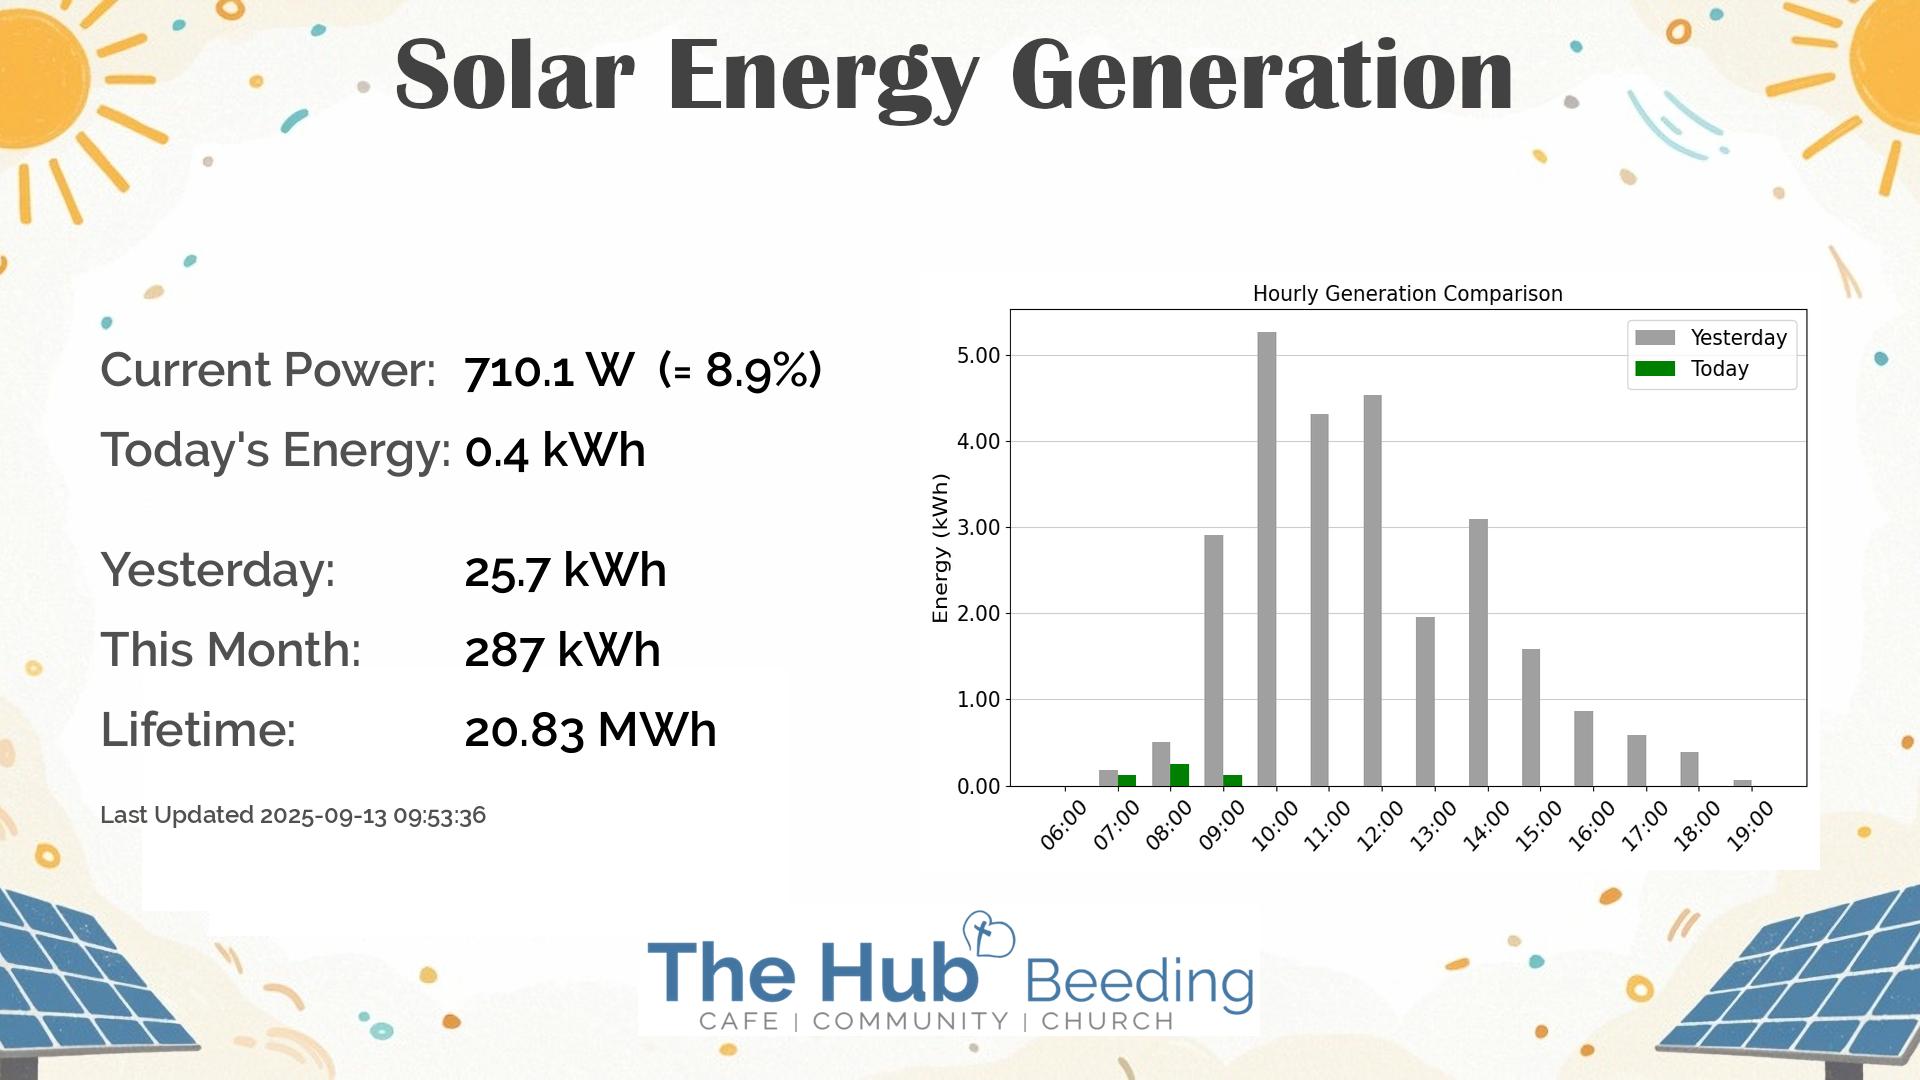 Solar Energy Generation
Current Power: 710.1 W (= 8.9%)
Today's Energy: 0.4 kWh
Yesterday: 25.7 kWh
This Month: 287 kWh
Lifetime: 20.83 MWh
Last Updated 2025-09-13 09:53:36
Hourly Generation Comparison
Yesterday
Today
Energy (kWh)
5.00
4.00
3.00
2.00
1.00
0.00
06:00 07:00 08:00 09:00 10:00 11:00 12:00 13:00 14:00 15:00 16:00 17:00 18:00 19:00
The Hub Beeding
CAFE | COMMUNITY | CHURCH